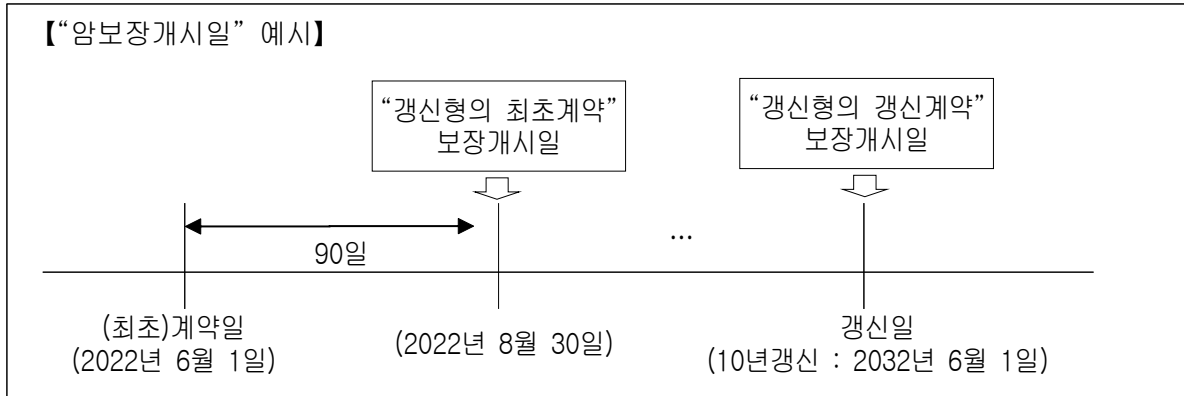 【“암보장개시일” 예시】
“갱신형의 최초계약”
보장개시일
“갱신형의 갱신계약”
보장개시일
90일
...
(최초)계약일
(2022년 6월 1일)
(2022년 8월 30일)
갱신일
(10년갱신 : 2032년 6월 1일)